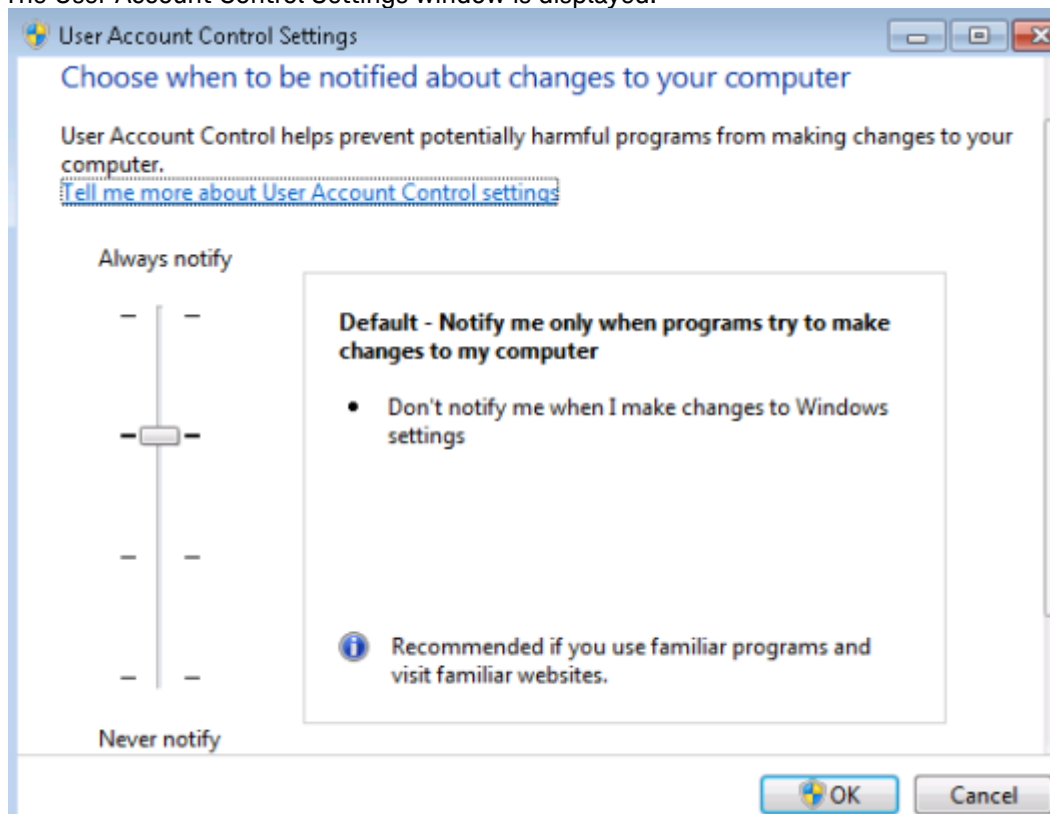 The User Account Control Settings window is displayed.
User Account Control Settings
Choose when to be notified about changes to your computer
User Account Control helps prevent potentially harmful programs from making changes to your
computer.
Tell me more about User Account Control settings
Always notify
Default - Notify me only when programs try to make
changes to my computer
• Don't notify me when I make changes to Windows
settings
Recommended if you use familiar programs and
visit familiar websites.
Never notify
OK Cancel